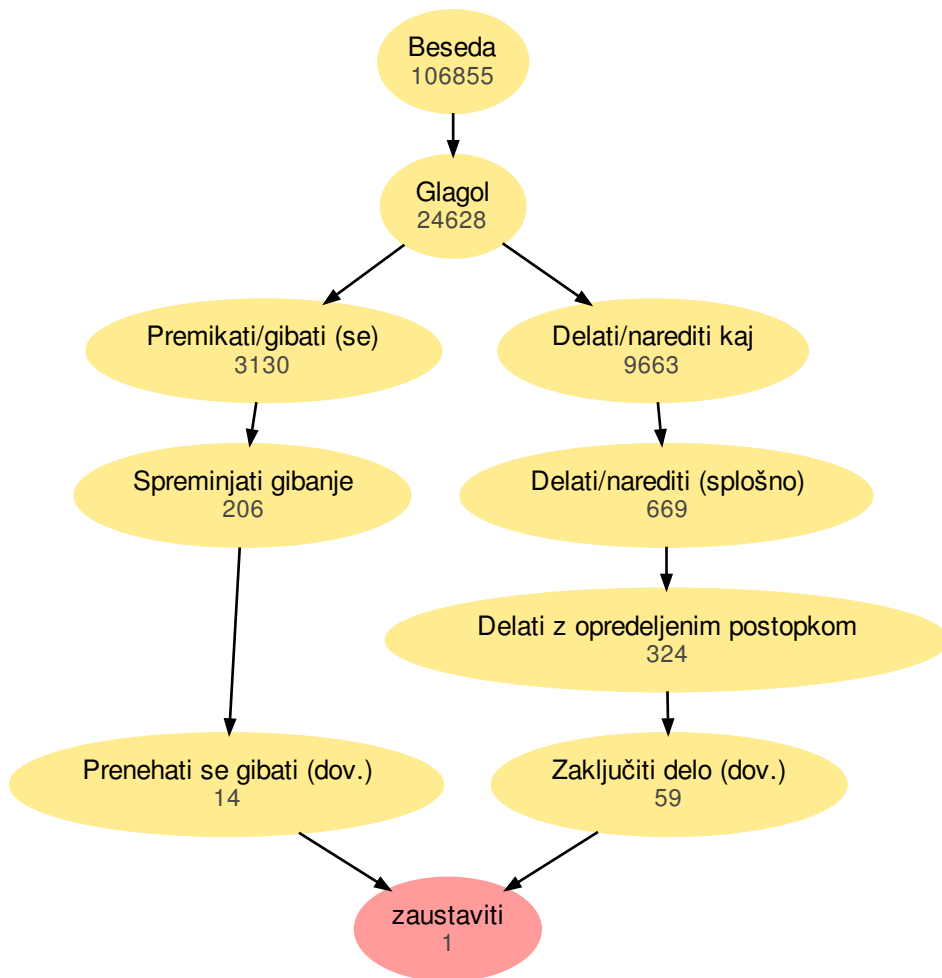 Beseda
106855
Glagol
24628
Premikati/gibati (se)
3130
Delati/narediti kaj
9663
Spreminjati gibanje
206
Delati/narediti (splošno)
669
Delati z opredeljenim postopkom
324
Prenehati se gibati (dov.)
14
Zaključiti delo (dov.)
59
zaustaviti
1